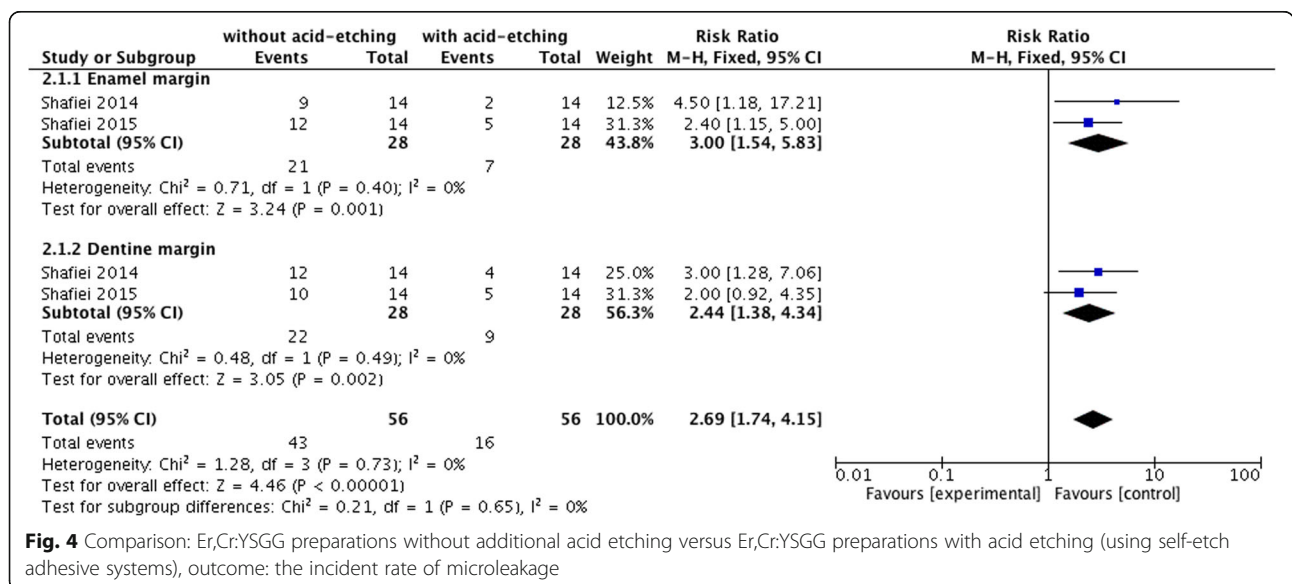 without acid-etching with acid-etching Risk Ratio Risk Ratio
Study or Subgroup Events Total Events Total Weight M-H, Fixed, 95% CI M-H, Fixed, 95% CI
2.1.1 Enamel margin
Shafiei 2014 9 14 2 14 12.5% 4.50 [1.18, 17.21]
Shafiei 2015 12 14 5 14 31.3% 2.40 [1.15, 5.00]
Subtotal (95% CI) 28 28 43.8% 3.00 [1.54, 5.83]
Total events 21 7
Heterogeneity: Chi² = 0.71, df = 1 (P = 0.40); I² = 0%
Test for overall effect: Z = 3.24 (P = 0.001)
2.1.2 Dentine margin
Shafiei 2014 12 14 4 14 25.0% 3.00 [1.28, 7.06]
Shafiei 2015 10 14 5 14 31.3% 2.00 [0.92, 4.35]
Subtotal (95% CI) 28 28 56.3% 2.44 [1.38, 4.34]
Total events 22 9
Heterogeneity: Chi² = 0.48, df = 1 (P = 0.49); I² = 0%
Test for overall effect: Z = 3.05 (P = 0.002)
Total (95% CI) 56 56 100.0% 2.69 [1.74, 4.15]
Total events 43 16
Heterogeneity: Chi² = 1.28, df = 3 (P = 0.73); I² = 0%
Test for overall effect: Z = 4.46 (P < 0.00001)
Test for subgroup differences: Chi² = 0.21, df = 1 (P = 0.65), I² = 0%
0.01 0.1 1 10 100
Favours [experimental] Favours [control]
Fig. 4 Comparison: Er,Cr:YSGG preparations without additional acid etching versus Er,Cr:YSGG preparations with acid etching (using self-etch
adhesive systems), outcome: the incident rate of microleakage